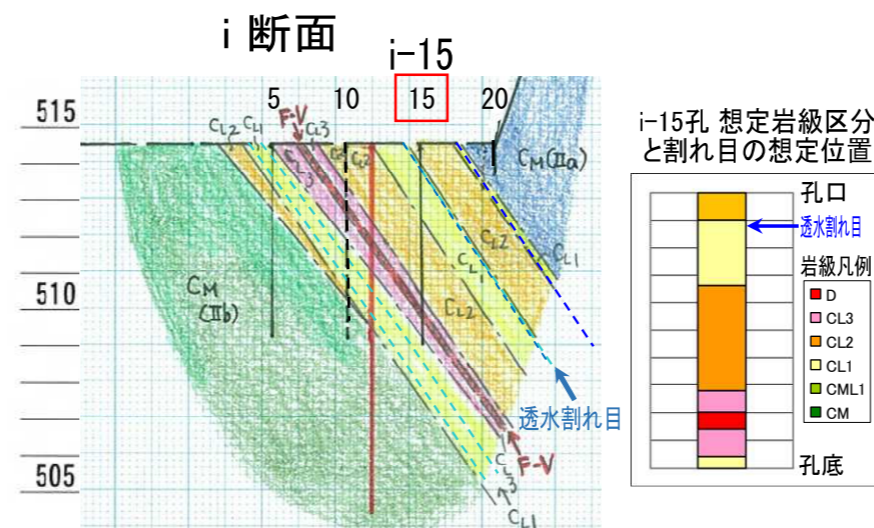 i 断面
i-15
5
10
15
20
515
510
505
CL2
CL1
F-V
CL3
CL3
CL2
CM(IIa)
CL2
CL1
CL1
CL2
CM
(IIb)
透水割れ目
F-V
CL3
CL1
i-15孔 想定岩級区分
と割れ目の想定位置
孔口
透水割れ目
岩級凡例
D
CL3
CL2
CL1
CML1
CM
孔底